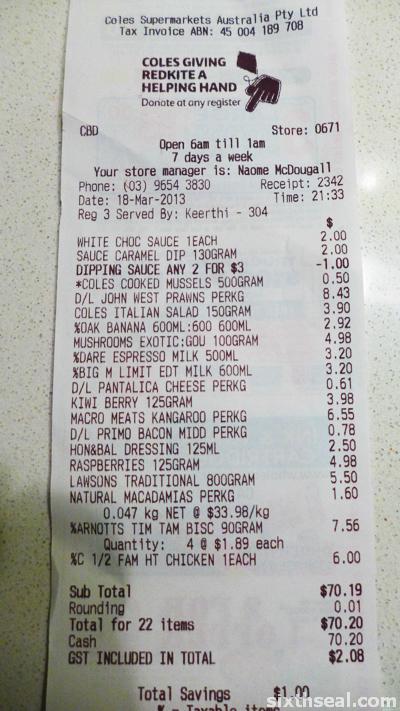 Coles Supermarkets Australia Pty Ltd
Tax Invoice ABN: 45 004 189 708
COLES GIVING
REDKITE A
HELPING HAND
Donate at any register
CBD Store: 0671
Open 6am till 1am
7 days a week
Your store manager is: Naome McDougall
Phone: (03) 9654 3830 Receipt: 2342
Date: 18-Mar-2013 Time: 21:33
Reg 3 Served By: Keerthi - 304
$
WHITE CHOC SAUCE 1EACH 2.00
SAUCE CARAMEL DIP 130GRAM 2.00
DIPPING SAUCE ANY 2 FOR $3 -1.00
*COLES COOKED MUSSELS 500GRAM 0.50
D/L JOHN WEST PRAWNS PERKG 8.43
COLES ITALIAN SALAD 150GRAM 3.90
%OAK BANANA 600ML:600 600ML 2.92
MUSHROOMS EXOTIC:GOU 100GRAM 4.98
%DARE ESPRESSO MILK 500ML 3.20
%BIG M LIMIT EDT MILK 600ML 3.20
D/L PANTALICA CHEESE PERKG 0.61
KIWI BERRY 125GRAM 3.98
MACRO MEATS KANGAROO PERKG 6.55
D/L PRIMO BACON MIDD PERKG 0.78
HON&BAL DRESSING 125ML 2.50
RASPBERRIES 125GRAM 4.98
LAWSONS TRADITIONAL 800GRAM 5.50
NATURAL MACADAMIAS PERKG 1.60
0.047 kg NET @ $33.98/kg
%ARNOTTS TIM TAM BISC 90GRAM 7.56
Quantity: 4 @ $1.89 each
%C 1/2 FAM HT CHICKEN 1EACH 6.00
Sub Total $70.19
Rounding 0.01
Total for 22 items $70.20
Cash 70.20
GST INCLUDED IN TOTAL $2.08
Total Savings $1.00
% - Taxable items
sixthseal.com